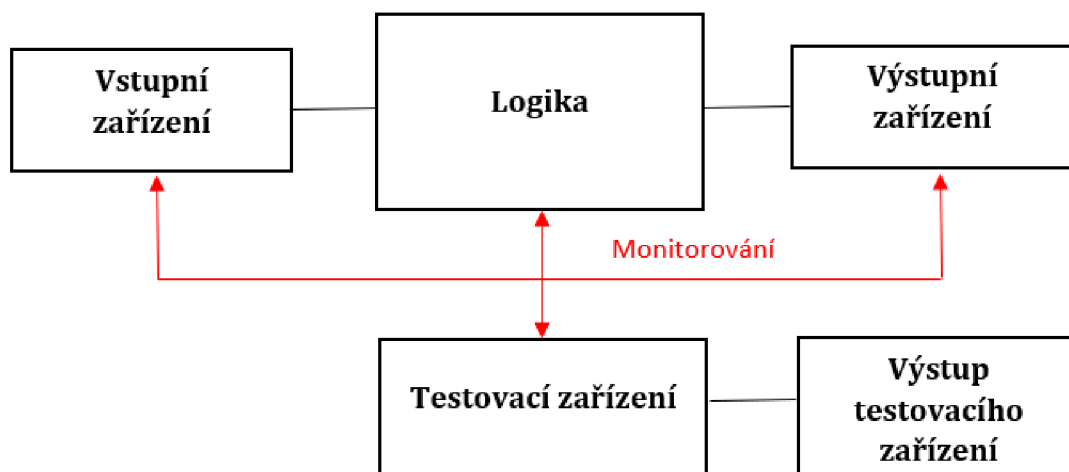 Vstupní
zařízení
Logika
Výstupní
zařízení
Monitorování
Testovací zařízení
Výstup
testovacího
zařízení